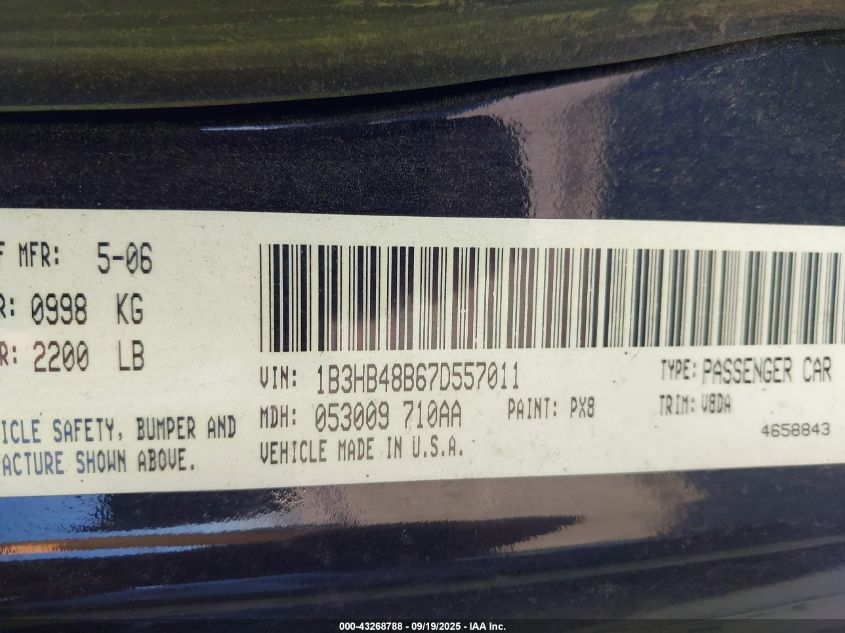 F MFR: 5-06
R: 0998 KG
R: 2200 LB
ICLE SAFETY, BUMPER AND
FACTURE SHOWN ABOVE.
VIN: 1B3HB48B67D557011
MDH: 053009 710AA PAINT: PX8
VEHICLE MADE IN U.S.A.
TYPE: PASSENGER CAR
TRIM: V8DA
4658843
000-43268788 - 09/19/2025 - IAA Inc.